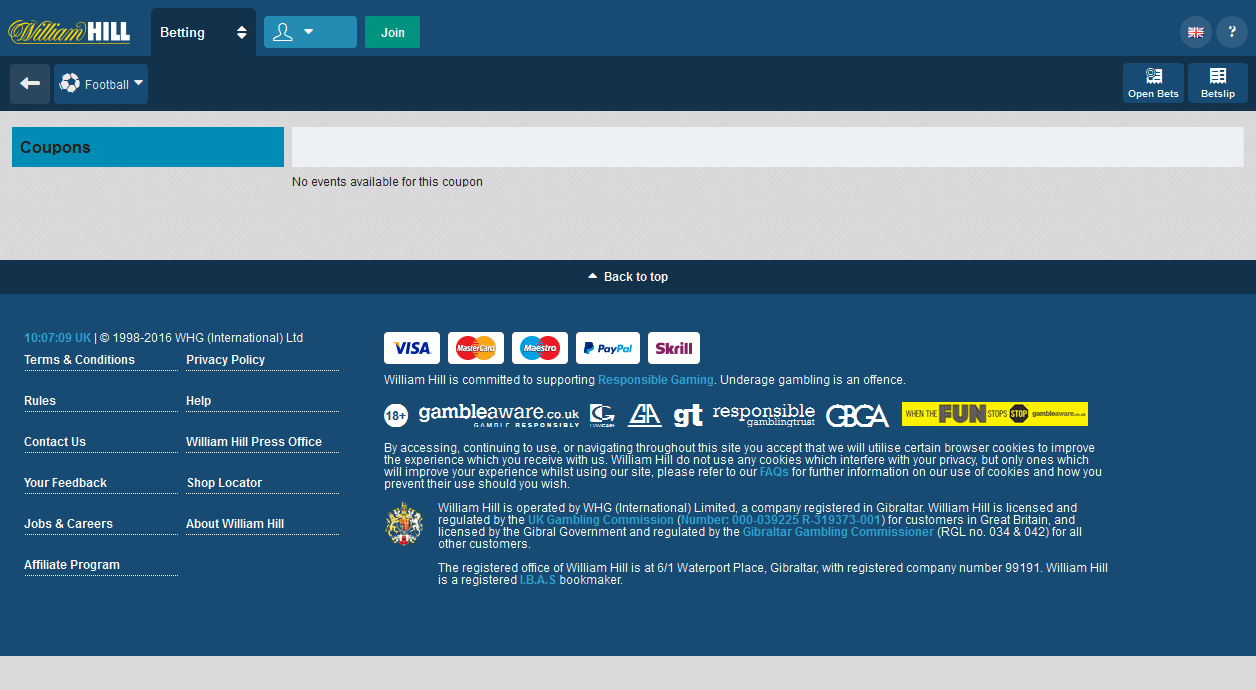 William HILL
Betting
Join
?
Football
Open Bets
Betslip
Coupons
No events available for this coupon
Back to top
10:07:09 UK | © 1998-2016 WHG (International) Ltd
Terms & Conditions Privacy Policy
Rules Help
Contact Us William Hill Press Office
Your Feedback Shop Locator
Jobs & Careers About William Hill
Affiliate Program
VISA MasterCard Maestro PayPal Skrill
William Hill is committed to supporting Responsible Gaming. Underage gambling is an offence.
18+ gambleaware.co.uk
GAMBLE RESPONSIBLY
GA gt responsible
gamblingtrust
GBGA
WHEN THE FUN STOPS STOP gambleaware.co.uk
By accessing, continuing to use, or navigating throughout this site you accept that we will utilise certain browser cookies to improve
the experience which you receive with us. William Hill do not use any cookies which interfere with your privacy, but only ones which
will improve your experience whilst using our site, please refer to our FAQs for further information on our use of cookies and how you
prevent their use should you wish.
William Hill is operated by WHG (International) Limited, a company registered in Gibraltar. William Hill is licensed and
regulated by the UK Gambling Commission (Number: 000-039225 R-319373-001) for customers in Great Britain, and
licensed by the Gibral Government and regulated by the Gibraltar Gambling Commissioner (RGL no. 034 & 042) for all
other customers.
The registered office of William Hill is at 6/1 Waterport Place, Gibraltar, with registered company number 99191. William Hill
is a registered I.B.A.S bookmaker.